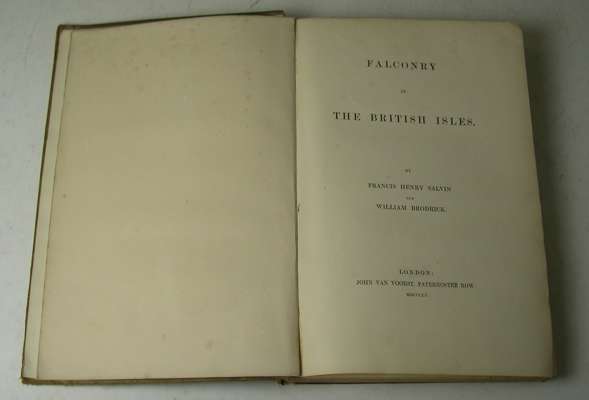 FALCONRY
IN
THE BRITISH ISLES.
BY
FRANCIS HENRY SALVIN
AND
WILLIAM BRODRICK.
LONDON:
JOHN VAN VOORST, PATERNOSTER ROW